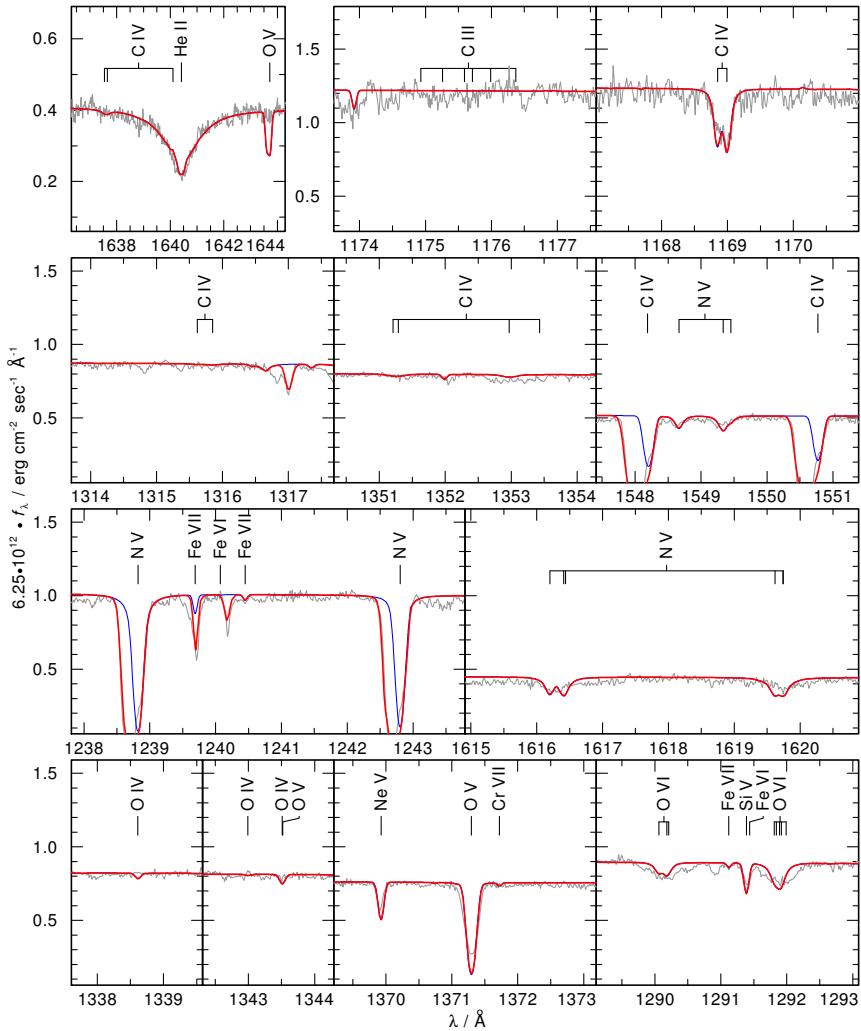 C IV He II O V
C III
C IV
0.6
0.4
0.2
1.5
1.0
0.5
1638 1640 1642 1644
1174 1175 1176 1177
1168 1169 1170
C IV
C IV
C IV N V C IV
1.5
1.0
0.5
1314 1315 1316 1317
1351 1352 1353 1354
1548 1549 1550 1551
N V Fe VII Fe VI Fe VII N V
N V
1.5
1.0
0.5
1238 1239 1240 1241 1242 1243
1615 1616 1617 1618 1619 1620
O IV
O IV O IV O V
Ne V O V Cr VII
O VI Fe VII Si V Fe VI O VI
1.5
1.0
0.5
1338 1339
1343 1344
1370 1371 1372 1373
1290 1291 1292 1293
6.25•10¹² • fλ / erg cm⁻² sec⁻¹ Å⁻¹
λ / Å